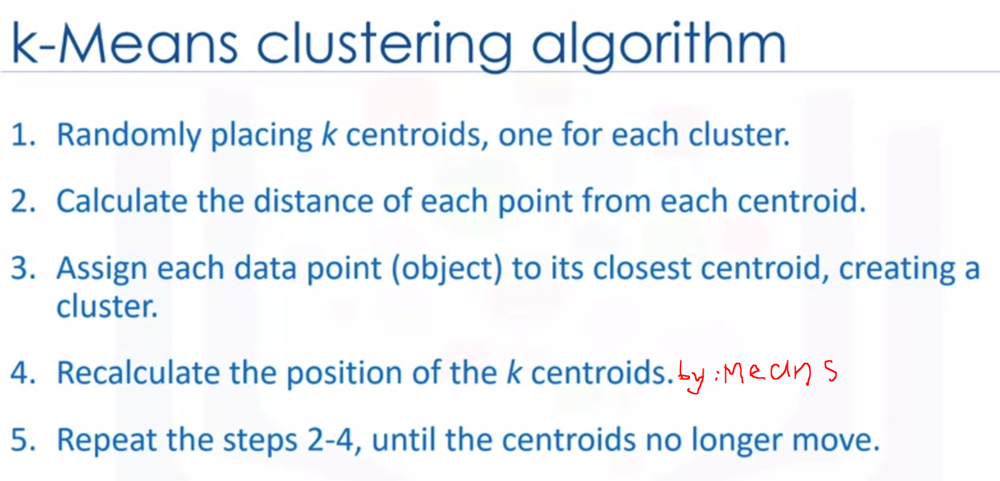 k-Means clustering algorithm
1. Randomly placing k centroids, one for each cluster.
2. Calculate the distance of each point from each centroid.
3. Assign each data point (object) to its closest centroid, creating a
cluster.
4. Recalculate the position of the k centroids. by: Means
5. Repeat the steps 2-4, until the centroids no longer move.